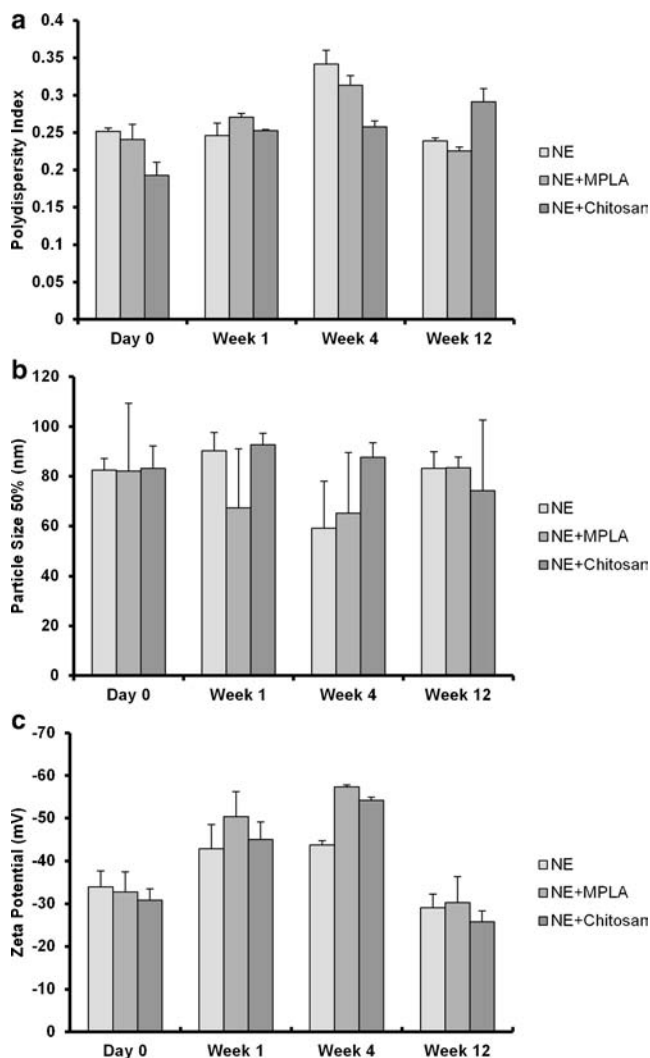 a
0.4
0.35
0.3
0.25
0.2
0.15
0.1
0.05
0
Polydispersity Index
Day 0 Week 1 Week 4 Week 12
NE
NE+MPLA
NE+Chitosan
b
120
100
80
60
40
20
0
Particle Size 50% (nm)
Day 0 Week 1 Week 4 Week 12
NE
NE+MPLA
NE+Chitosan
c
-70
-60
-50
-40
-30
-20
-10
0
Zeta Potential (mV)
Day 0 Week 1 Week 4 Week 12
NE
NE+MPLA
NE+Chitosan